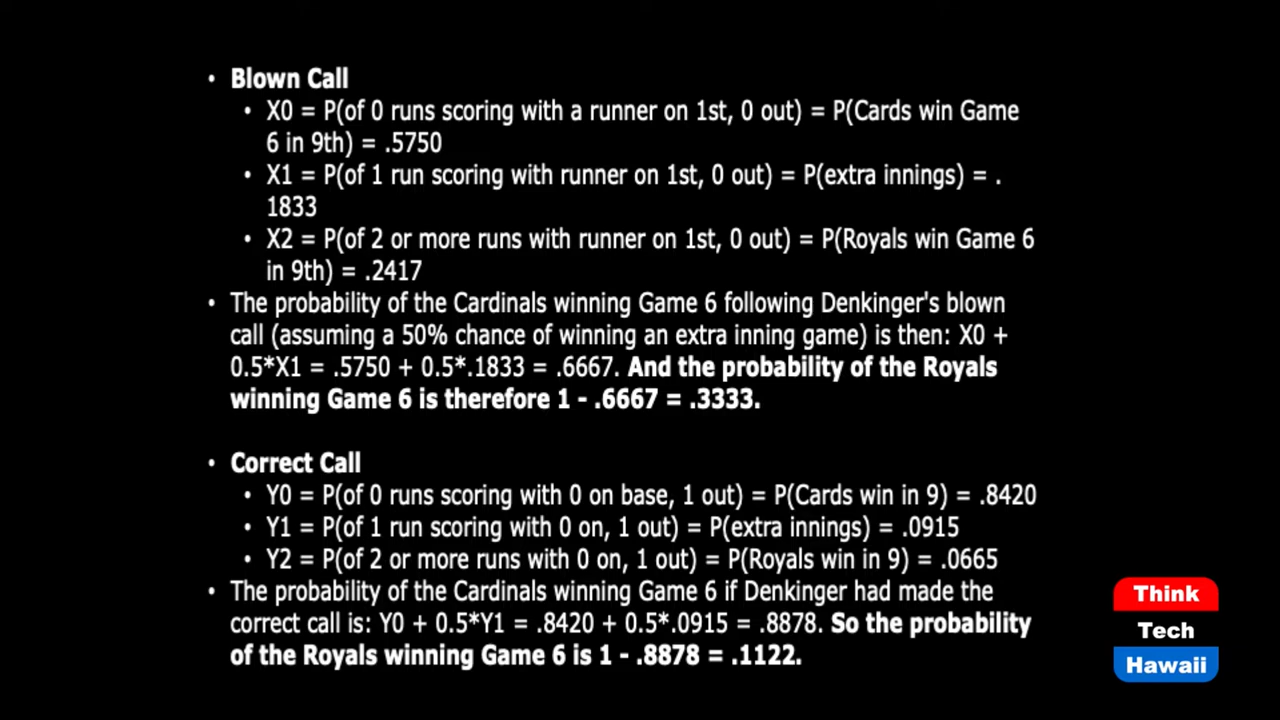 • Blown Call
• X0 = P(of 0 runs scoring with a runner on 1st, 0 out) = P(Cards win Game
6 in 9th) = .5750
• X1 = P(of 1 run scoring with runner on 1st, 0 out) = P(extra innings) = .
1833
• X2 = P(of 2 or more runs with runner on 1st, 0 out) = P(Royals win Game 6
in 9th) = .2417
• The probability of the Cardinals winning Game 6 following Denkinger's blown
call (assuming a 50% chance of winning an extra inning game) is then: X0 +
0.5*X1 = .5750 + 0.5*.1833 = .6667. And the probability of the Royals
winning Game 6 is therefore 1 - .6667 = .3333.
• Correct Call
• Y0 = P(of 0 runs scoring with 0 on base, 1 out) = P(Cards win in 9) = .8420
• Y1 = P(of 1 run scoring with 0 on, 1 out) = P(extra innings) = .0915
• Y2 = P(of 2 or more runs with 0 on, 1 out) = P(Royals win in 9) = .0665
• The probability of the Cardinals winning Game 6 if Denkinger had made the
correct call is: Y0 + 0.5*Y1 = .8420 + 0.5*.0915 = .8878. So the probability
of the Royals winning Game 6 is 1 - .8878 = .1122.
Think
Tech
Hawaii